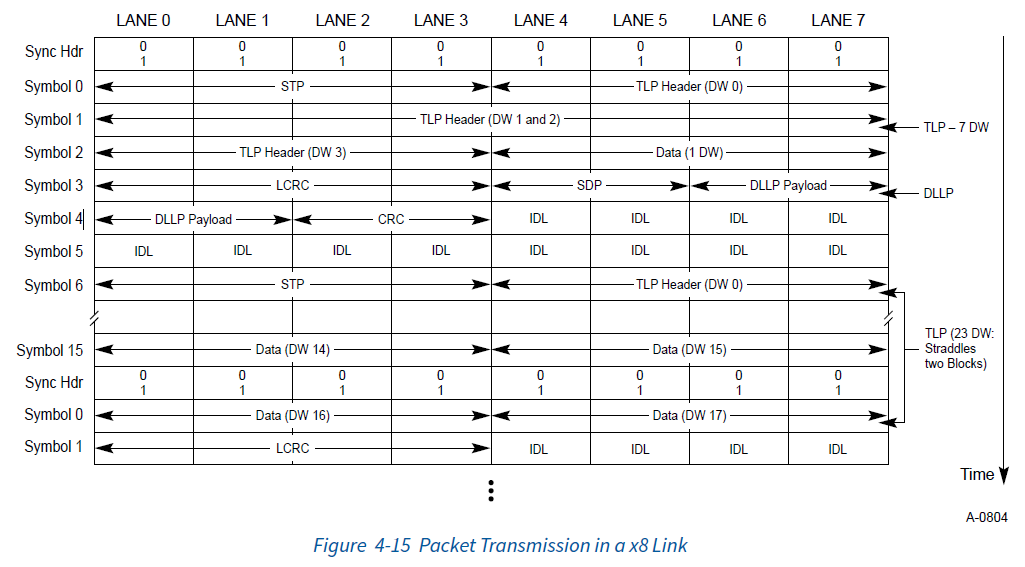 LANE 0 LANE 1 LANE 2 LANE 3 LANE 4 LANE 5 LANE 6 LANE 7
Sync Hdr 0 0 0 0 0 0 0 0
1 1 1 1 1 1 1 1
Symbol 0 STP TLP Header (DW 0)
Symbol 1 TLP Header (DW 1 and 2)
TLP – 7 DW
Symbol 2 TLP Header (DW 3) Data (1 DW)
Symbol 3 LCRC SDP DLLP Payload
DLLP
Symbol 4 DLLP Payload CRC IDL IDL IDL IDL
Symbol 5 IDL IDL IDL IDL IDL IDL IDL IDL
Symbol 6 STP TLP Header (DW 0)
TLP (23 DW:
Straddles
two Blocks)
Symbol 15 Data (DW 14) Data (DW 15)
Sync Hdr 0 0 0 0 0 0 0 0
1 1 1 1 1 1 1 1
Symbol 0 Data (DW 16) Data (DW 17)
Symbol 1 LCRC IDL IDL IDL IDL
Time
A-0804
Figure 4-15 Packet Transmission in a x8 Link